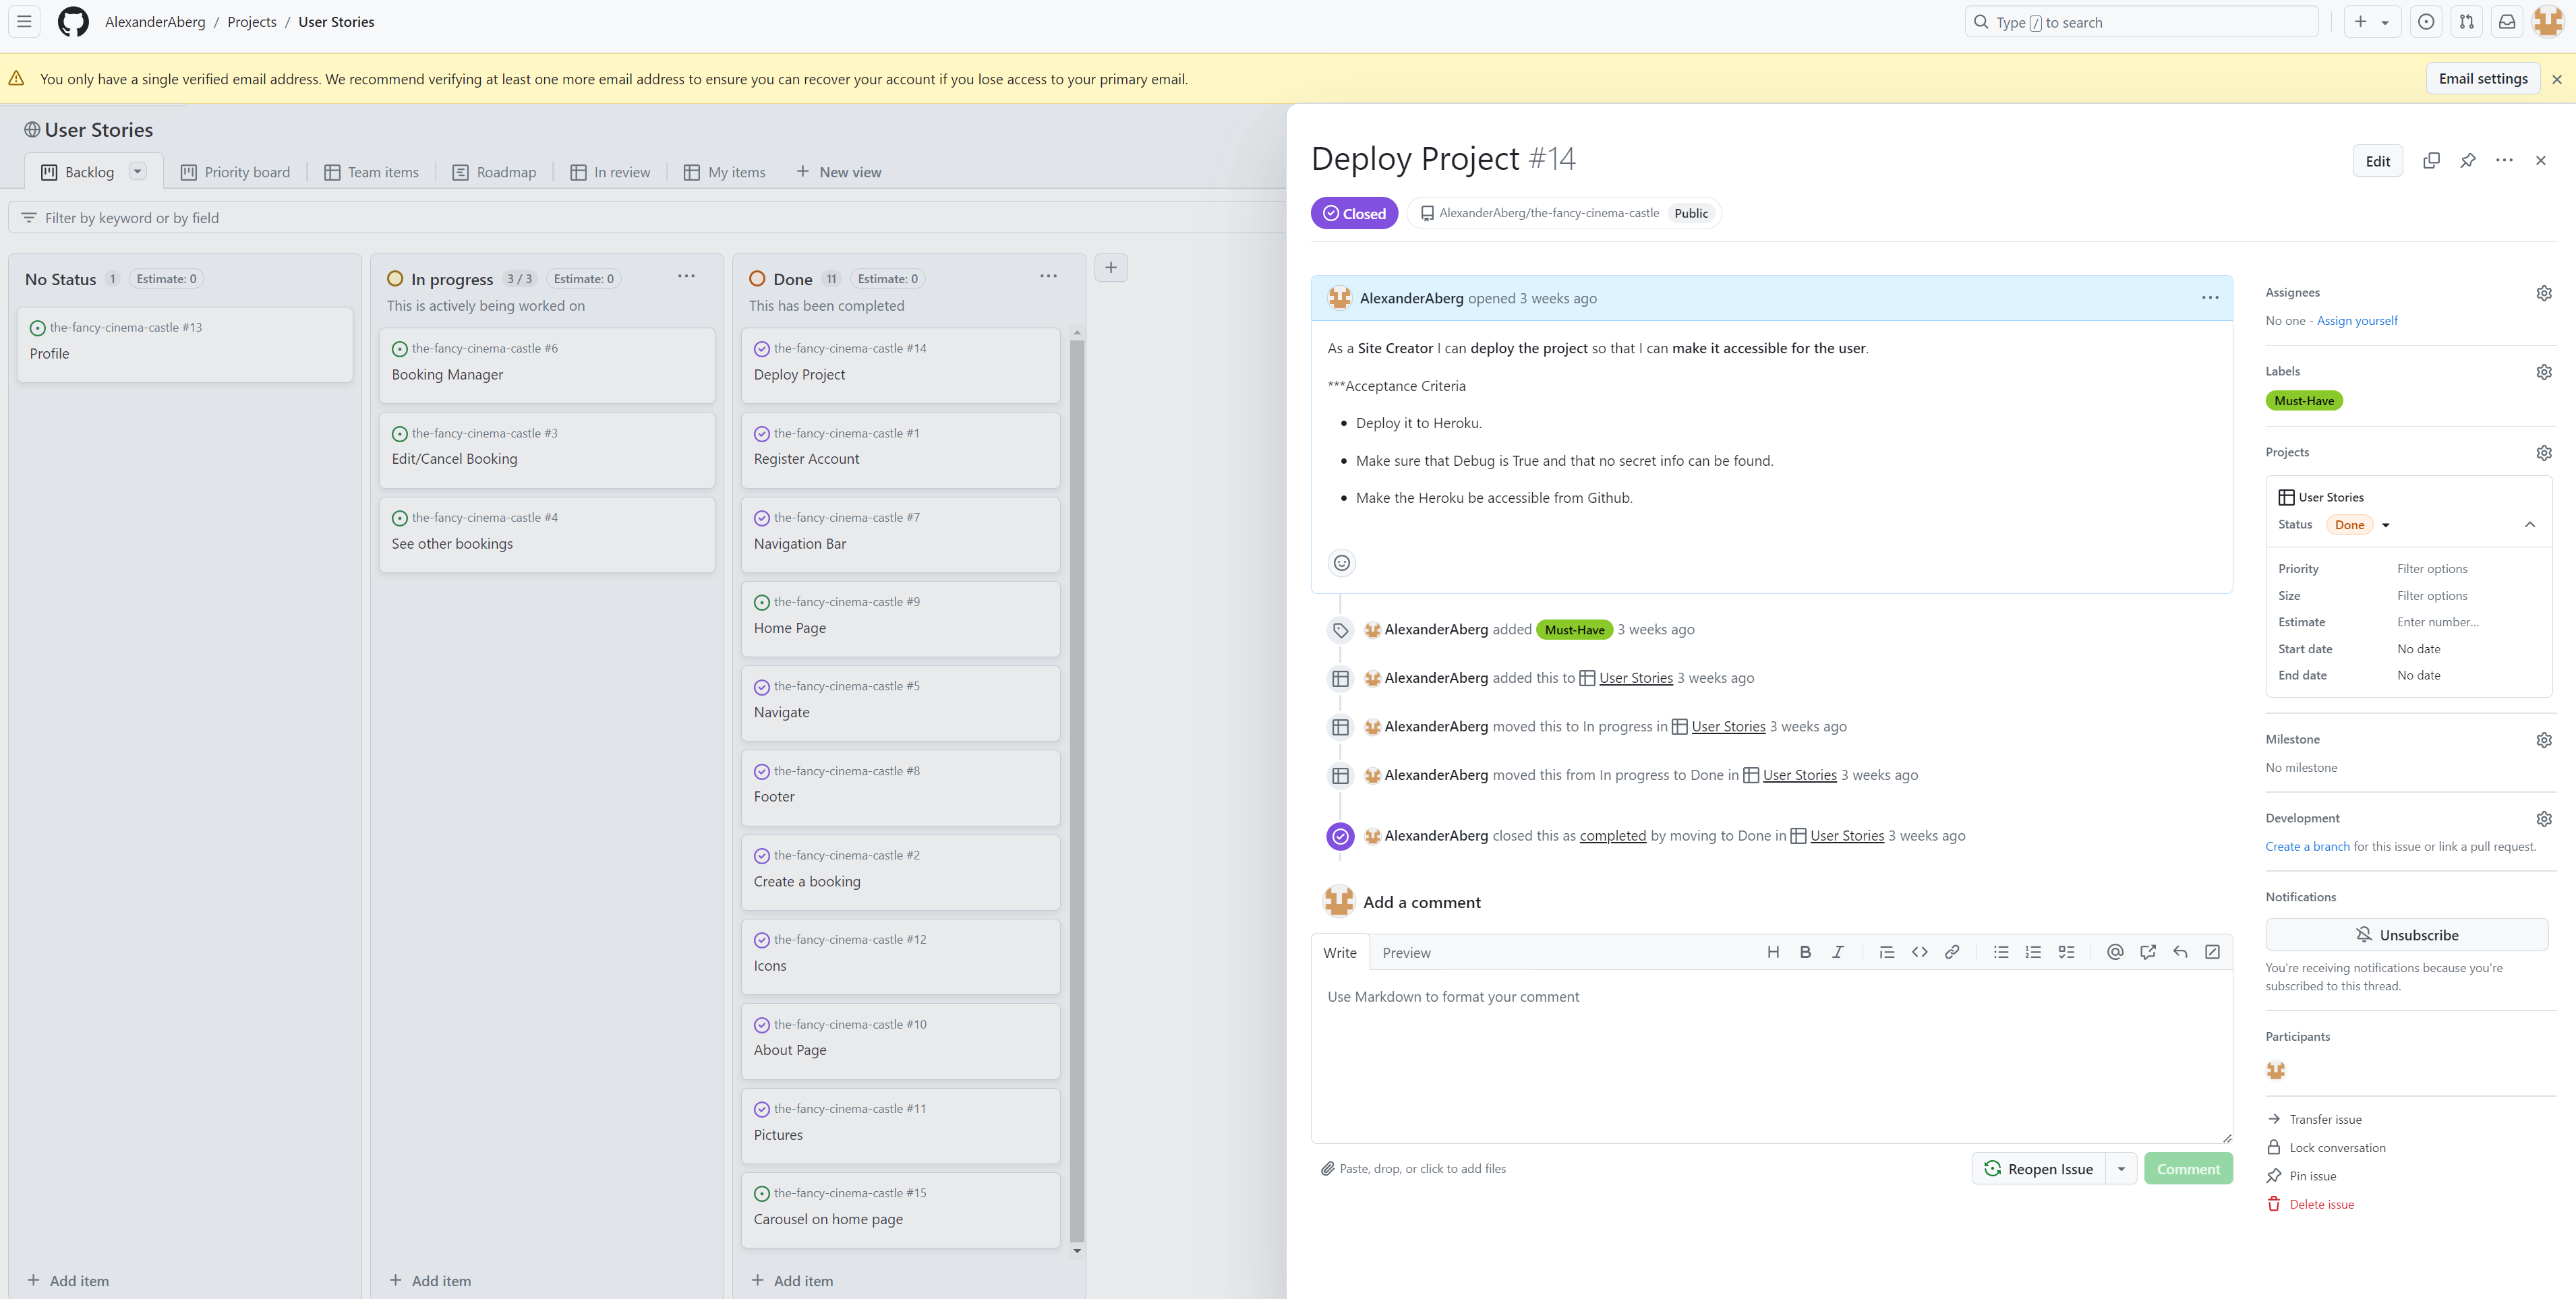 AlexanderAberg / Projects / User Stories
Type / to search
You only have a single verified email address. We recommend verifying at least one more email address to ensure you can recover your account if you lose access to your primary email.
Email settings
User Stories
Backlog
Priority board
Team items
Roadmap
In review
My items
New view
Filter by keyword or by field
No Status 1 Estimate: 0
the-fancy-cinema-castle #13
Profile
Add item
In progress 3 / 3 Estimate: 0
This is actively being worked on
the-fancy-cinema-castle #6
Booking Manager
the-fancy-cinema-castle #3
Edit/Cancel Booking
the-fancy-cinema-castle #4
See other bookings
Add item
Done 11 Estimate: 0
This has been completed
the-fancy-cinema-castle #14
Deploy Project
the-fancy-cinema-castle #1
Register Account
the-fancy-cinema-castle #7
Navigation Bar
the-fancy-cinema-castle #9
Home Page
the-fancy-cinema-castle #5
Navigate
the-fancy-cinema-castle #8
Footer
the-fancy-cinema-castle #2
Create a booking
the-fancy-cinema-castle #12
Icons
the-fancy-cinema-castle #10
About Page
the-fancy-cinema-castle #11
Pictures
the-fancy-cinema-castle #15
Carousel on home page
Add item
Deploy Project #14
Edit
Closed
AlexanderAberg/the-fancy-cinema-castle Public
AlexanderAberg opened 3 weeks ago
As a Site Creator I can deploy the project so that I can make it accessible for the user.
***Acceptance Criteria
Deploy it to Heroku.
Make sure that Debug is True and that no secret info can be found.
Make the Heroku be accessible from Github.
AlexanderAberg added Must-Have 3 weeks ago
AlexanderAberg added this to User Stories 3 weeks ago
AlexanderAberg moved this to In progress in User Stories 3 weeks ago
AlexanderAberg moved this from In progress to Done in User Stories 3 weeks ago
AlexanderAberg closed this as completed by moving to Done in User Stories 3 weeks ago
Add a comment
Write
Preview
Use Markdown to format your comment
Paste, drop, or click to add files
Reopen Issue
Comment
Assignees
No one - Assign yourself
Labels
Must-Have
Projects
User Stories
Status Done
Priority Filter options
Size Filter options
Estimate Enter number...
Start date No date
End date No date
Milestone
No milestone
Development
Create a branch for this issue or link a pull request.
Notifications
Unsubscribe
You're receiving notifications because you're
subscribed to this thread.
Participants
Transfer issue
Lock conversation
Pin issue
Delete issue